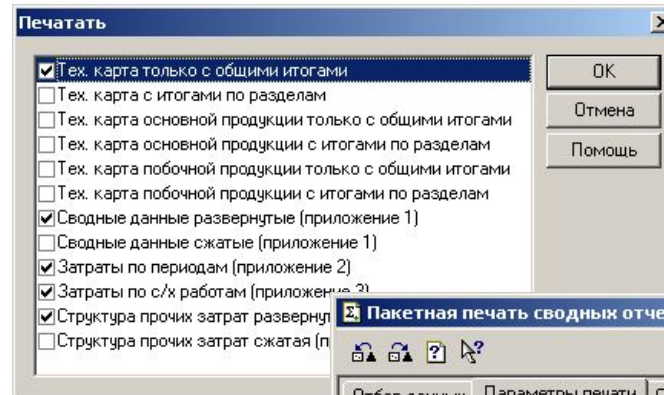 Печатать
Тех. карта только с общими итогами
Тех. карта с итогами по разделам
Тех. карта основной продукции только с общими итогами
Тех. карта основной продукции с итогами по разделам
Тех. карта побочной продукции только с общими итогами
Тех. карта побочной продукции с итогами по разделам
Сводные данные развернутые (приложение 1)
Сводные данные сжатые (приложение 1)
Затраты по периодам (приложение 2)
Затраты по с/х работам (приложение 3)
Структура прочих затрат
Структура прочих затрат сжатая
OK
Отмена
Помощь
Пакетная печать сводных
Отбор данных
Параметры печати